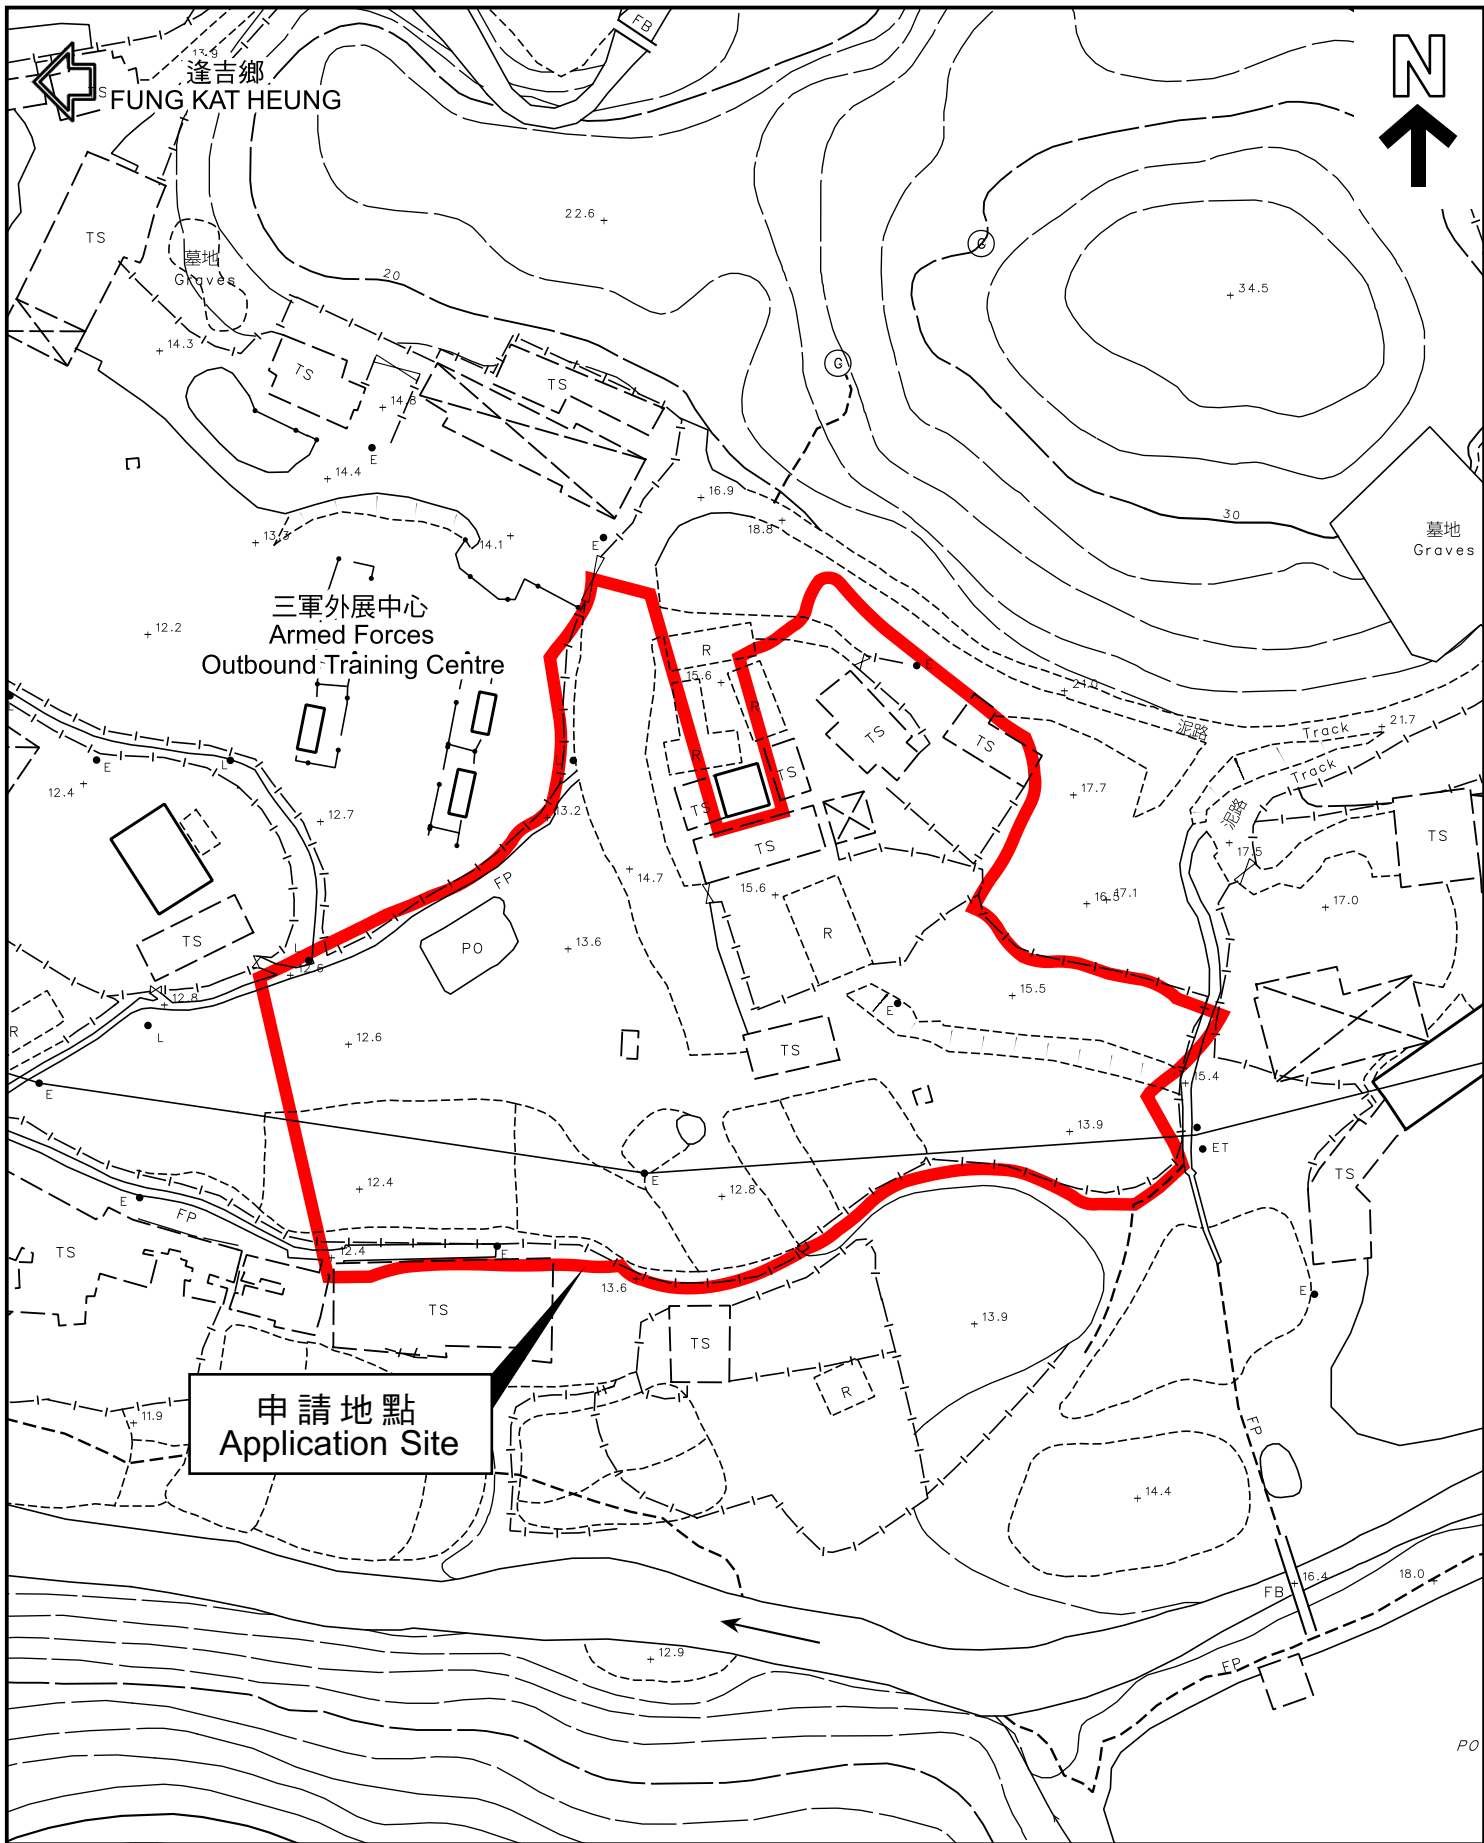 FB
N
13.9
逢吉鄉
FUNG KAT HEUNG
TS
TS
22.6
墓地
Graves
G
20
34.5
14.3
TS
G
TS
14.8
E
14.4
16.9
18.8
30
墓地
Graves
13.3
14.1
E
三軍外展中心
Armed Forces
Outbound Training Centre
12.2
R
15.6
E
21.0
R
TS
泥路
Track
21.7
TS
R
Track
E
L
L
TS
12.4
17.7
12.7
13.2
TS
泥路
TS
TS
17.5
FP
14.7
15.6
16.5
17.1
17.0
TS
PO
13.6
R
L
12.6
12.8
15.5
E
R
L
12.6
TS
15.4
E
13.9
ET
12.4
E
12.8
TS
E
FP
12.4
E
TS
13.6
E
TS
13.9
TS
R
申請地點
Application Site
11.9
FP
14.4
FB
16.4
18.0
12.9
FP
PO